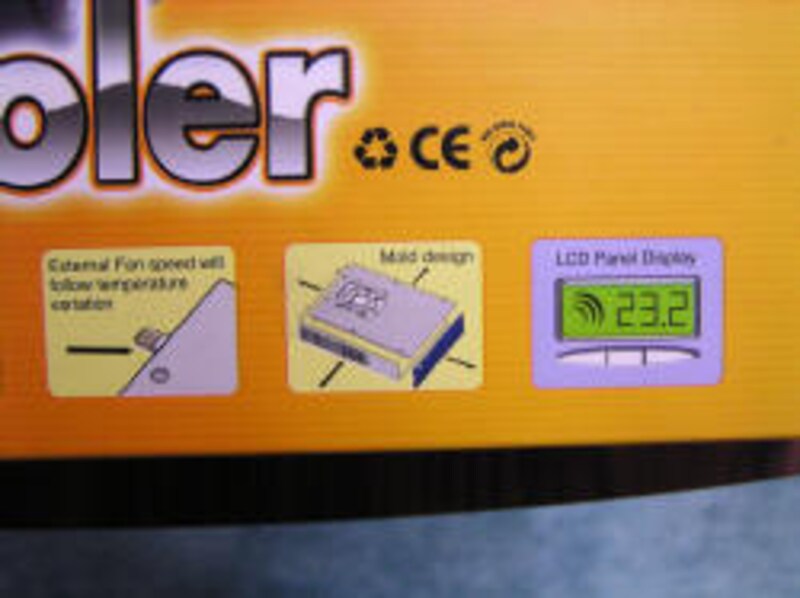 oler
CE
External Fan speed will
follow temperature
variation
Mold design
LCD Panel Display
23.2